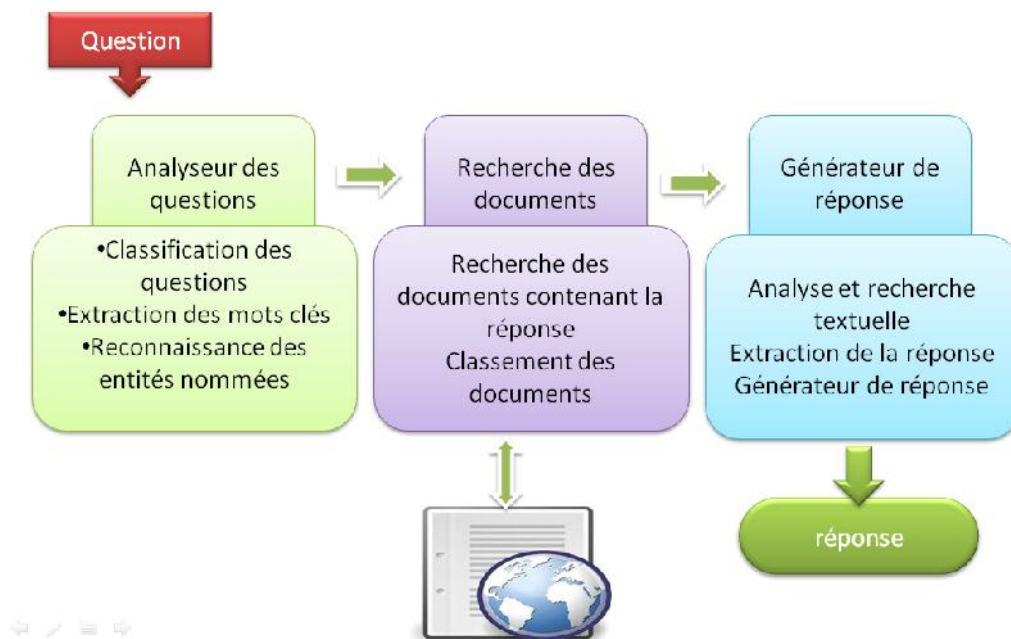 Question
Analyseur des
questions
•Classification des
questions
•Extraction des mots clés
•Reconnaissance des
entités nommées
Recherche des
documents
Recherche des
documents contenant la
réponse
Classement des
documents
Générateur de
réponse
Analyse et recherche
textuelle
Extraction de la réponse
Générateur de réponse
réponse